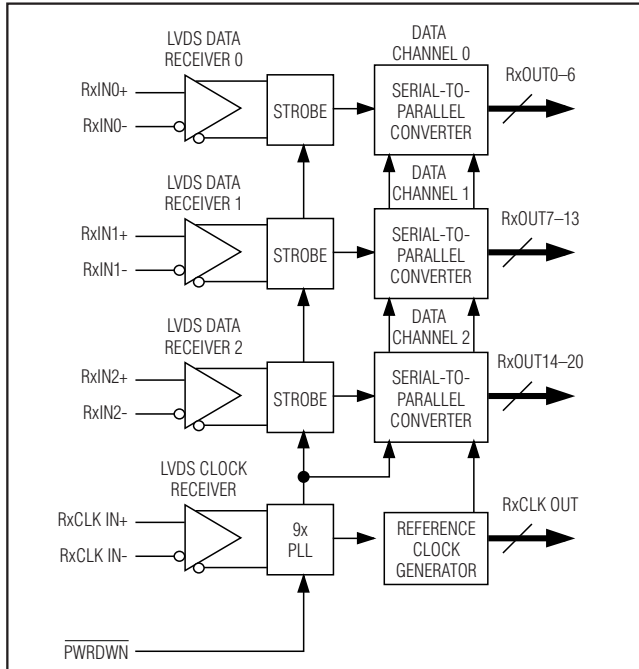 LVDS DATA
RECEIVER 0
RxIN0+
RxIN0-
STROBE
DATA
CHANNEL 0
SERIAL-TO-
PARALLEL
CONVERTER
RxOUT0–6
LVDS DATA
RECEIVER 1
RxIN1+
RxIN1-
STROBE
DATA
CHANNEL 1
SERIAL-TO-
PARALLEL
CONVERTER
RxOUT7–13
LVDS DATA
RECEIVER 2
RxIN2+
RxIN2-
STROBE
DATA
CHANNEL 2
SERIAL-TO-
PARALLEL
CONVERTER
RxOUT14–20
LVDS CLOCK
RECEIVER
RxCLK IN+
RxCLK IN-
9x
PLL
REFERENCE
CLOCK
GENERATOR
RxCLK OUT
PWRDWN